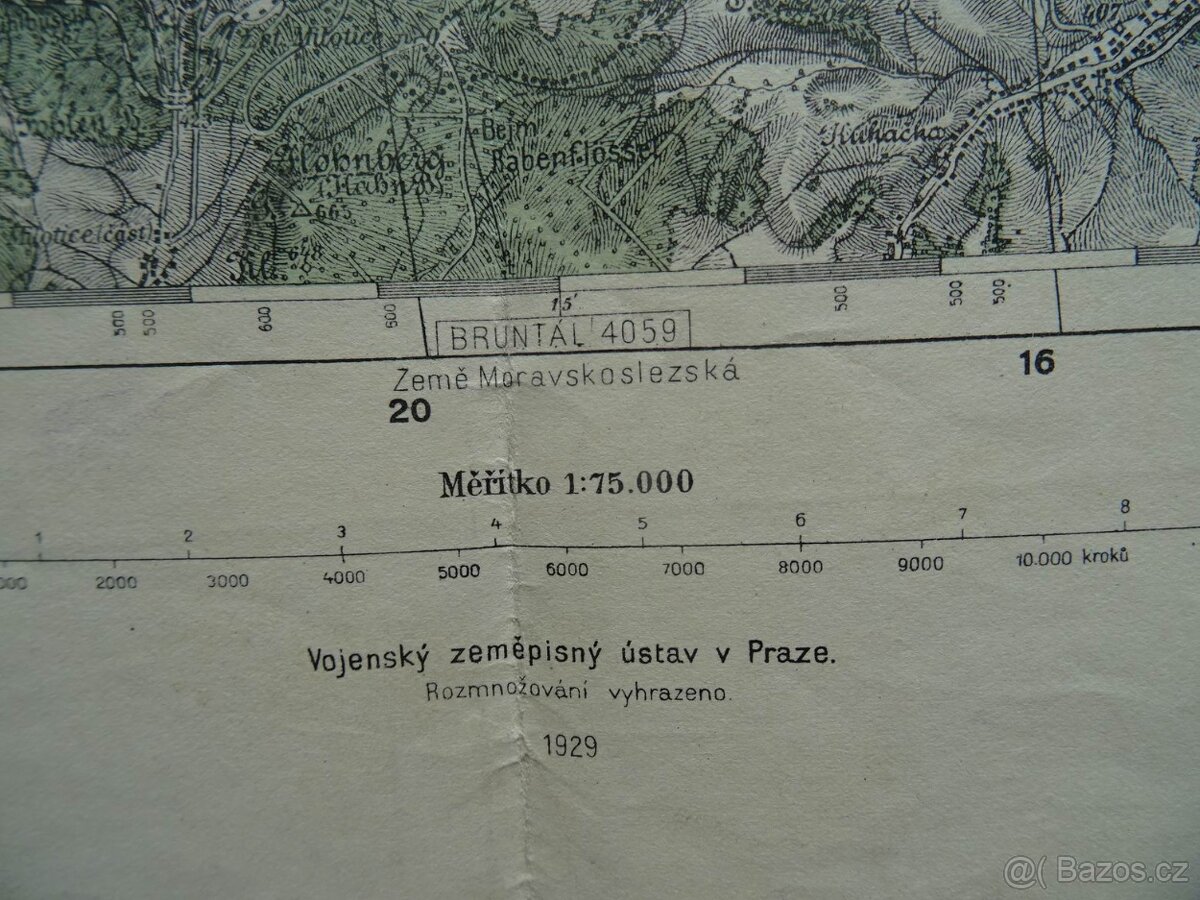 407
Beim
Rabenflössel
△ 665
500
500
600
600
15'
500
500
500
BRUNTÁL 4059
Země Moravskoslezská
20
16
Měřítko 1:75.000
1 2 3 4 5 6 7 8
2000 3000 4000 5000 6000 7000 8000 9000 10.000 kroků
Vojenský zeměpisný ústav v Praze.
Rozmnožování vyhrazeno.
1929
@( Bazos.cz